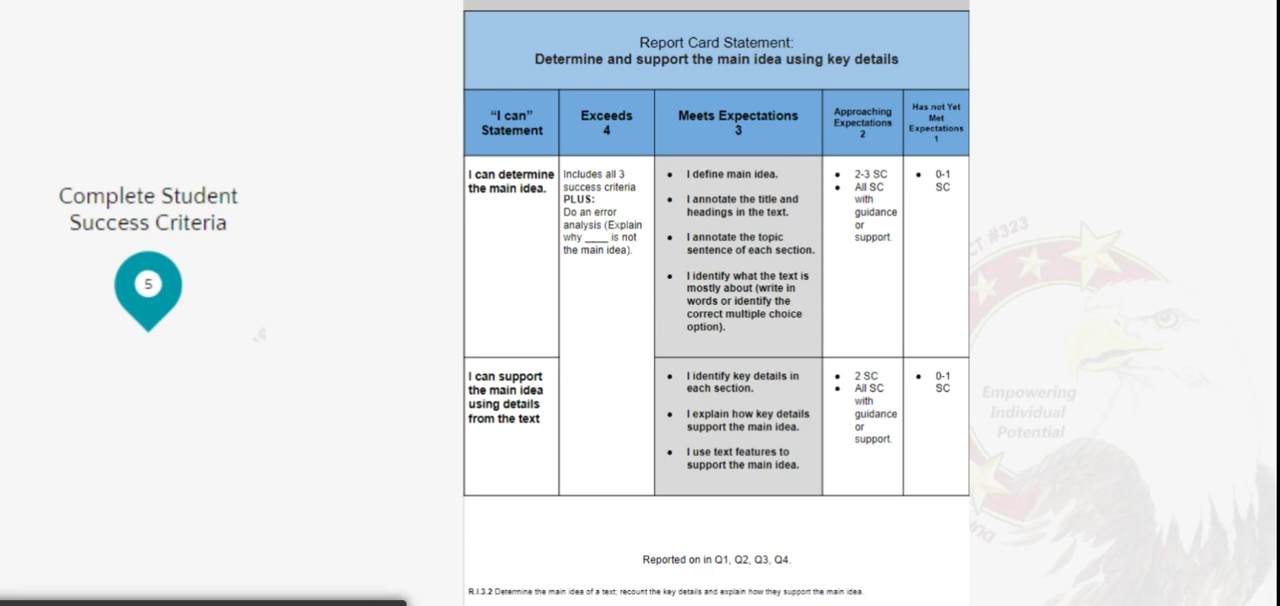 Complete Student
Success Criteria
5
Report Card Statement:
Determine and support the main idea using key details
"I can"
Statement
Exceeds
4
Meets Expectations
3
Approaching
Expectations
2
Has not Yet
Met
Expectations
1
I can determine
the main idea.
Includes all 3
success criteria
PLUS:
Do an error
analysis (Explain
why ____ is not
the main idea).
• I define main idea.
• I annotate the title and
headings in the text.
• I annotate the topic
sentence of each section.
• I identify what the text is
mostly about (write in
words or identify the
correct multiple choice
option).
• 2-3 SC
• All SC
with
guidance
or
support.
• 0-1
SC
I can support
the main idea
using details
from the text
• I identify key details in
each section.
• I explain how key details
support the main idea.
• I use text features to
support the main idea.
• 2 SC
• All SC
with
guidance
or
support.
• 0-1
SC
Reported on in Q1, Q2, Q3, Q4.
R.I.3.2 Determine the main idea of a text; recount the key details and explain how they support the main idea.
#323
Empowering
Individual
Potential